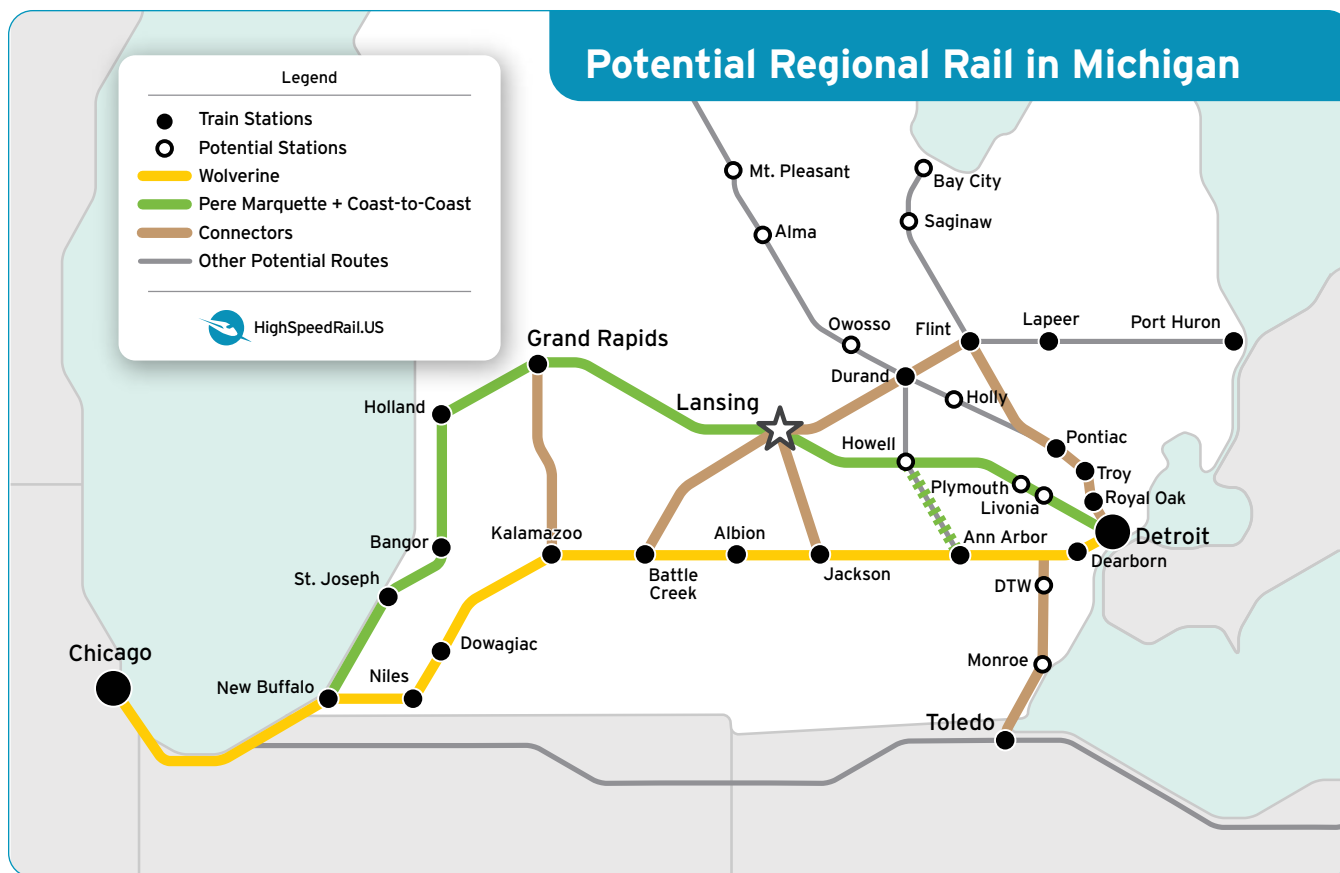 Potential Regional Rail in Michigan
Legend
Train Stations
Potential Stations
Wolverine
Pere Marquette + Coast-to-Coast
Connectors
Other Potential Routes
HighSpeedRail.US
Mt. Pleasant
Bay City
Saginaw
Alma
Owosso
Flint
Lapeer
Port Huron
Grand Rapids
Durand
Holly
Holland
Lansing
Howell
Pontiac
Troy
Plymouth
Livonia
Royal Oak
Detroit
Bangor
Kalamazoo
Albion
Ann Arbor
Dearborn
St. Joseph
Battle
Creek
Jackson
DTW
Dowagiac
Chicago
Niles
New Buffalo
Monroe
Toledo